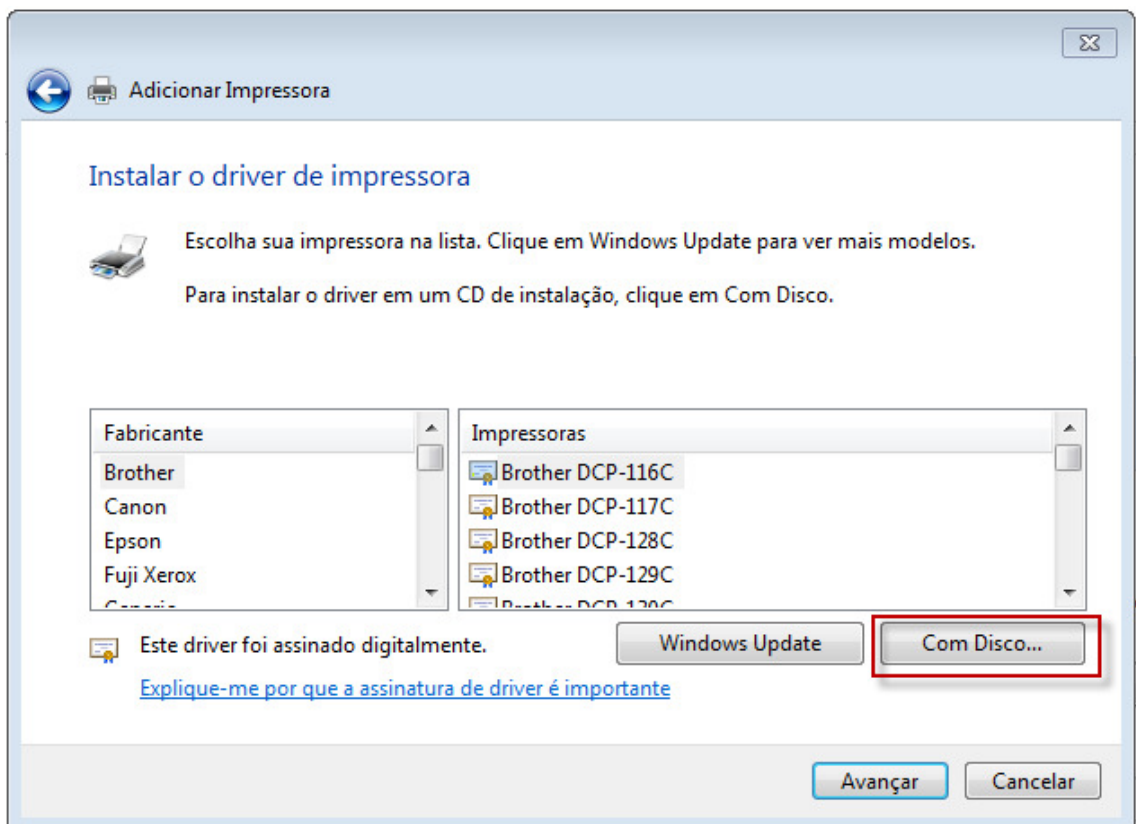 Adicionar Impressora
Instalar o driver de impressora
Escolha sua impressora na lista. Clique em Windows Update para ver mais modelos.
Para instalar o driver em um CD de instalação, clique em Com Disco.
Fabricante
Brother
Canon
Epson
Fuji Xerox
Impressoras
Brother DCP-116C
Brother DCP-117C
Brother DCP-128C
Brother DCP-129C
Este driver foi assinado digitalmente.
Windows Update
Com Disco...
Explique-me por que a assinatura de driver é importante
Avançar
Cancelar